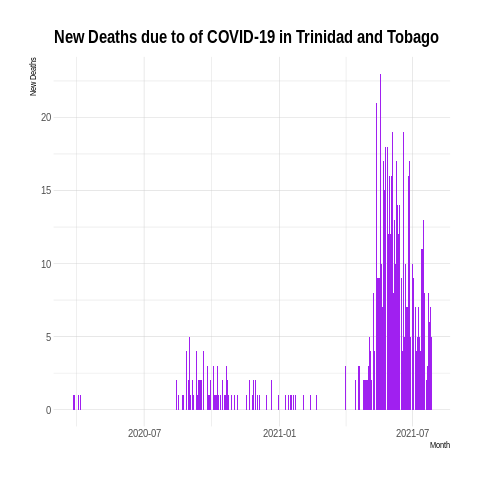 New Deaths due to of COVID-19 in Trinidad and Tobago
New Deaths
20
15
10
5
0
2020-07 2021-01 2021-07
Month